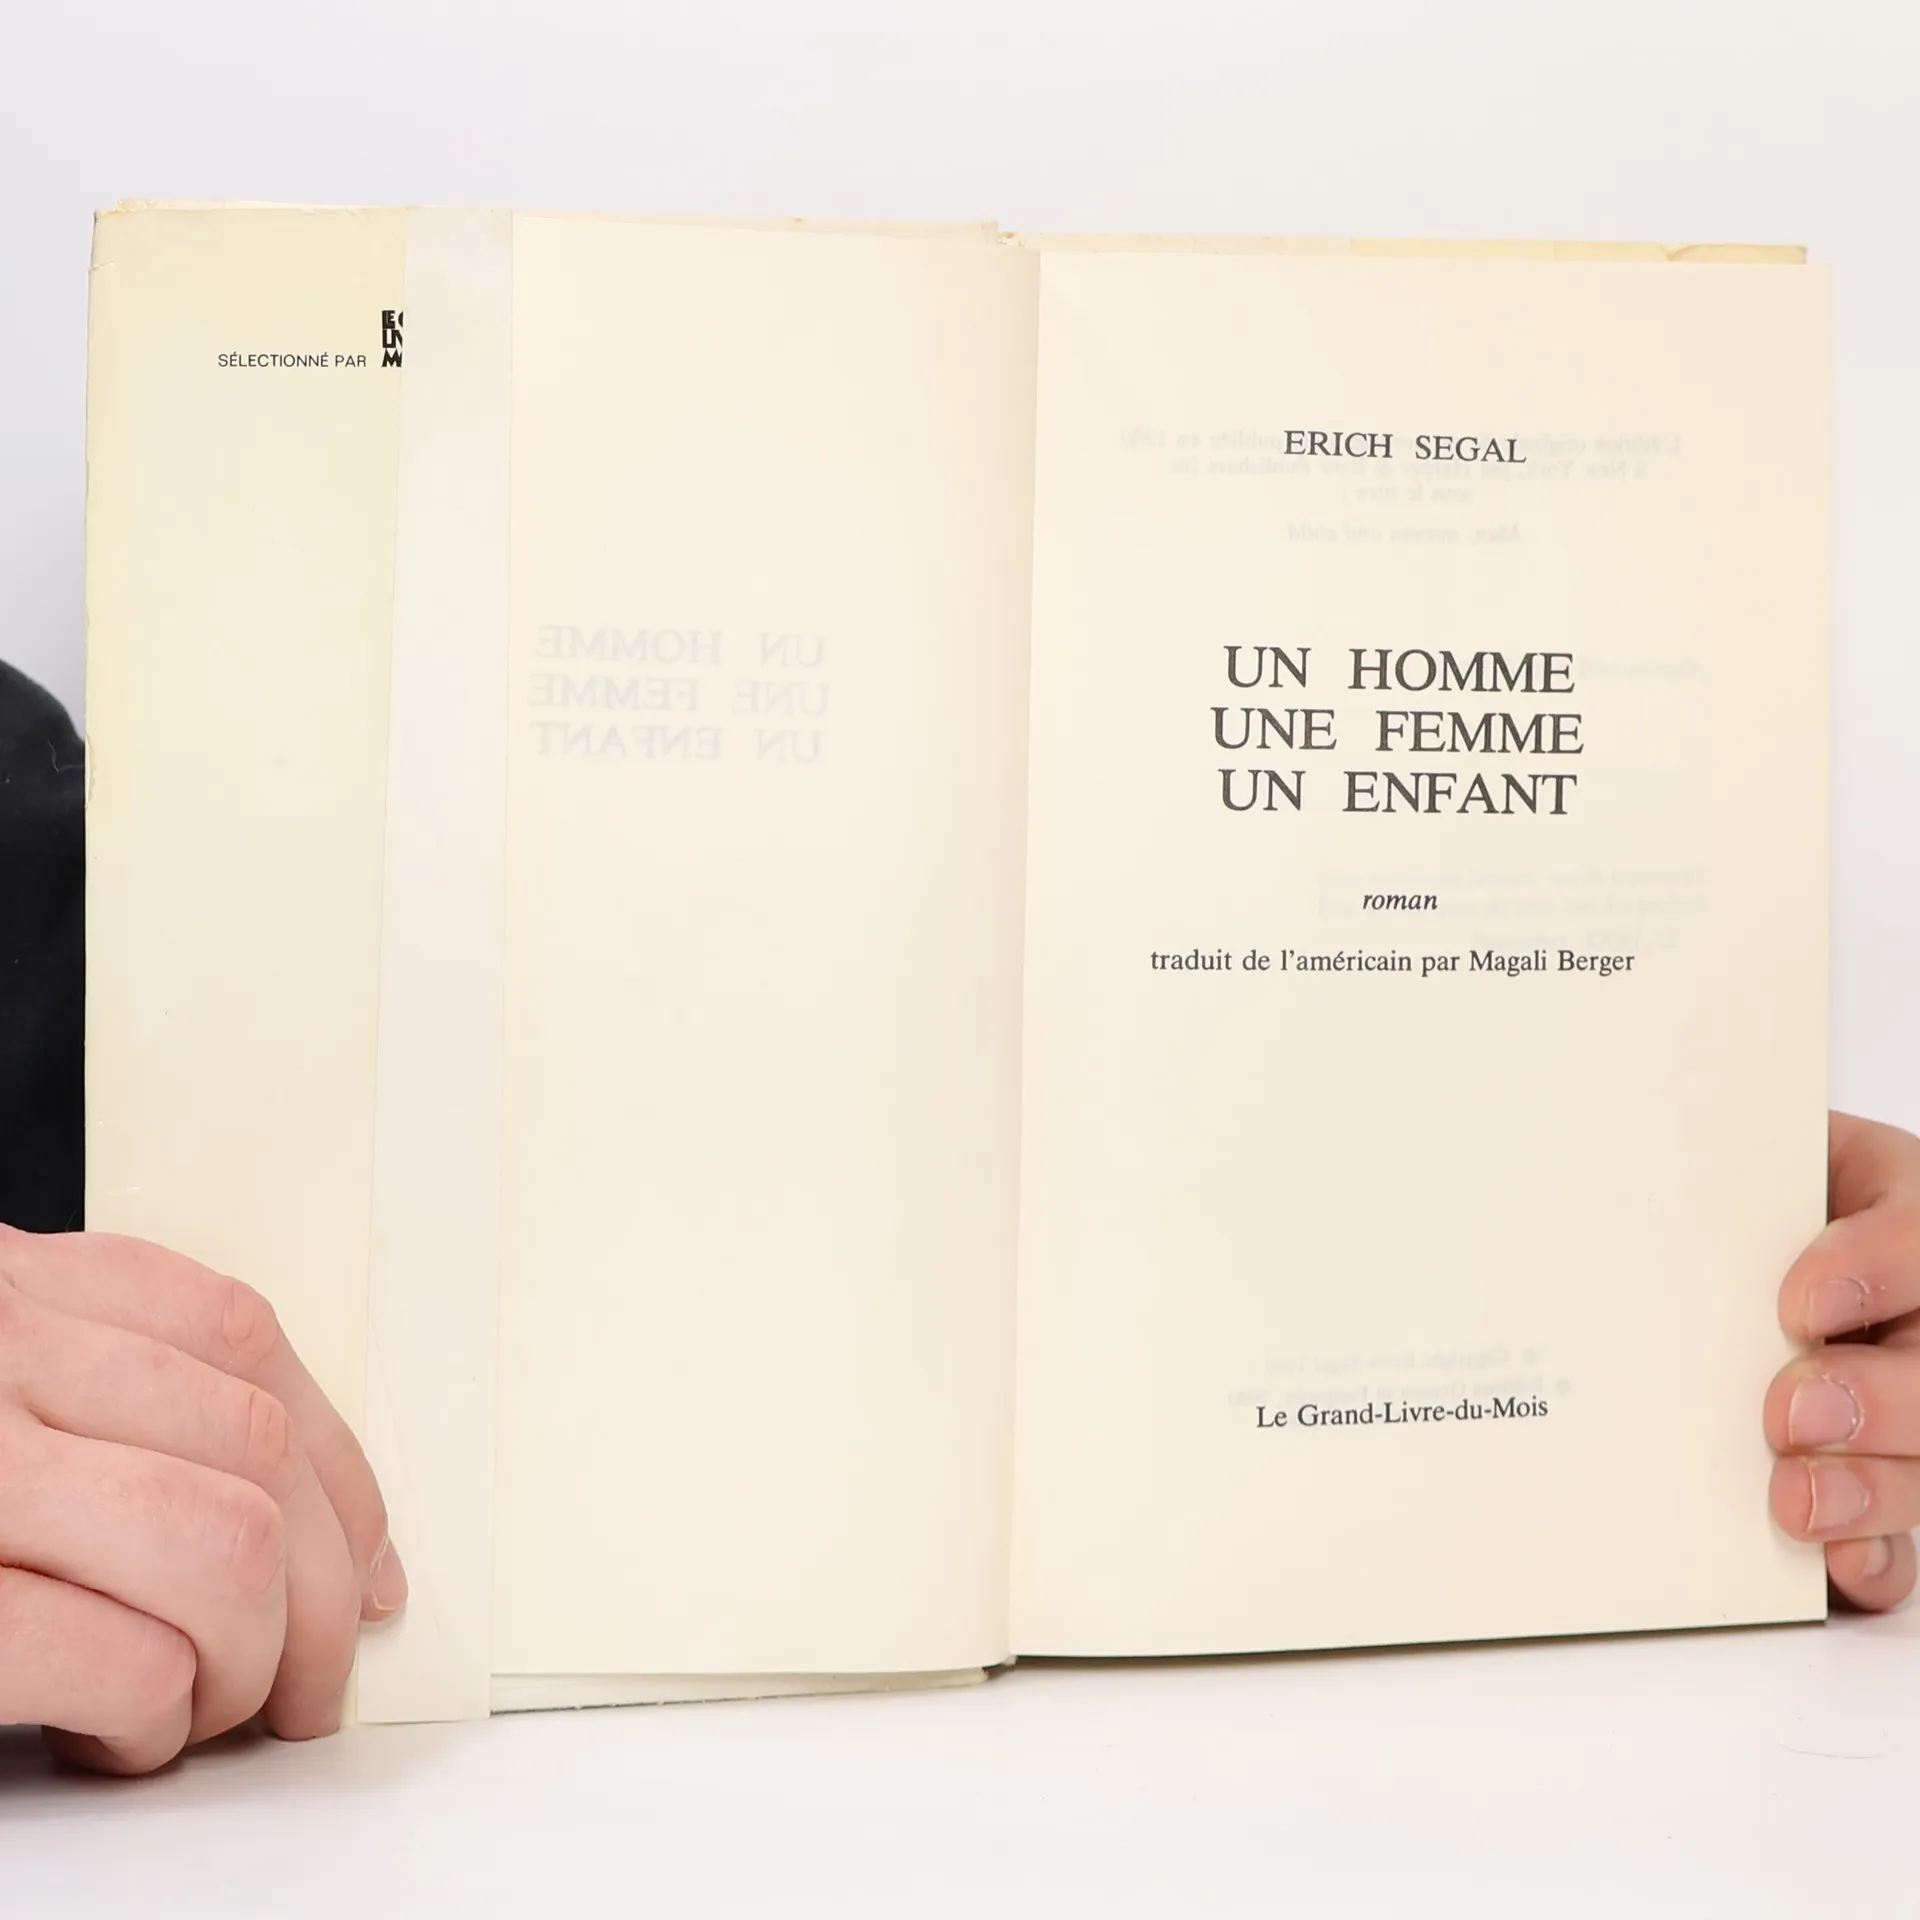 SÉLECTIONNÉ PAR
ERICH SEGAL
UN HOMME
UNE FEMME
UN ENFANT
roman
traduit de l'américain par Magali Berger
Le Grand-Livre-du-Mois